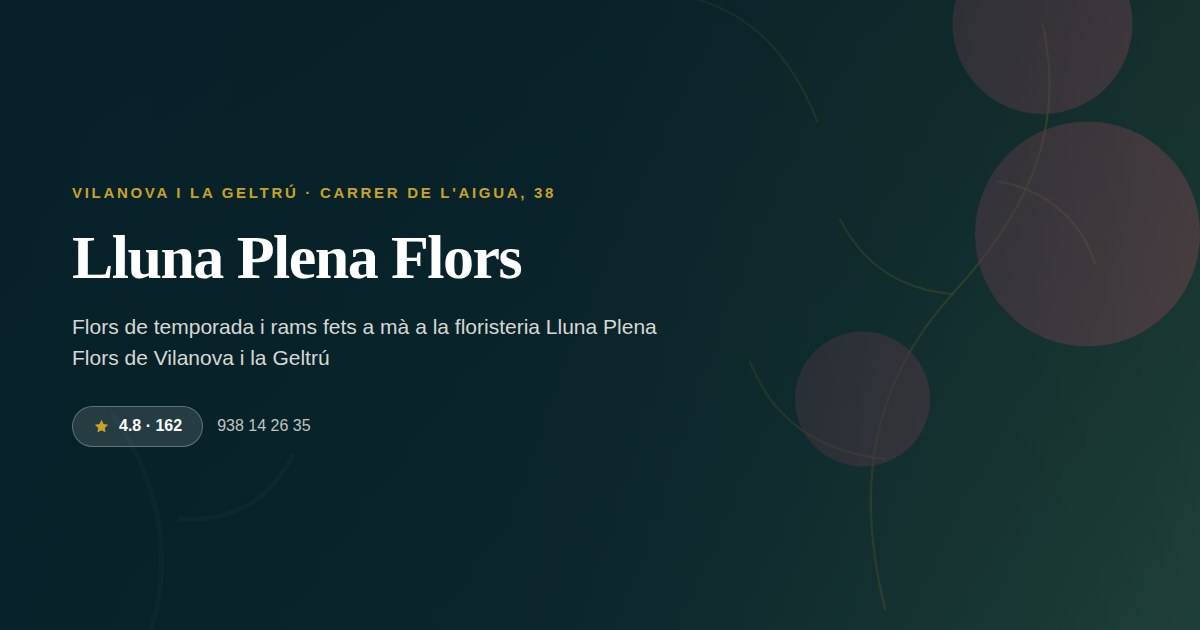 VILANOVA I LA GELTRÚ · CARRER DE L'AIGUA, 38
Lluna Plena Flors
Flors de temporada i rams fets a mà a la floristeria Lluna Plena
Flors de Vilanova i la Geltrú
4.8 · 162
938 14 26 35